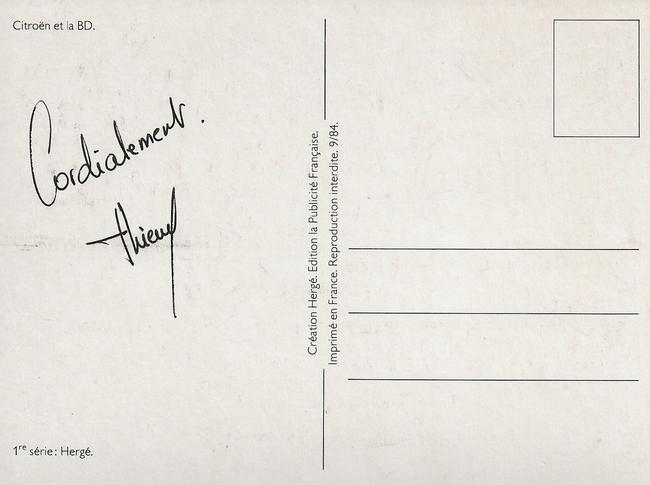 Citroën et la BD.
Cordialement.
Création Hergé. Edition la Publicité Française.
Imprimé en France. Reproduction interdite. 9/84.
1re série : Hergé.